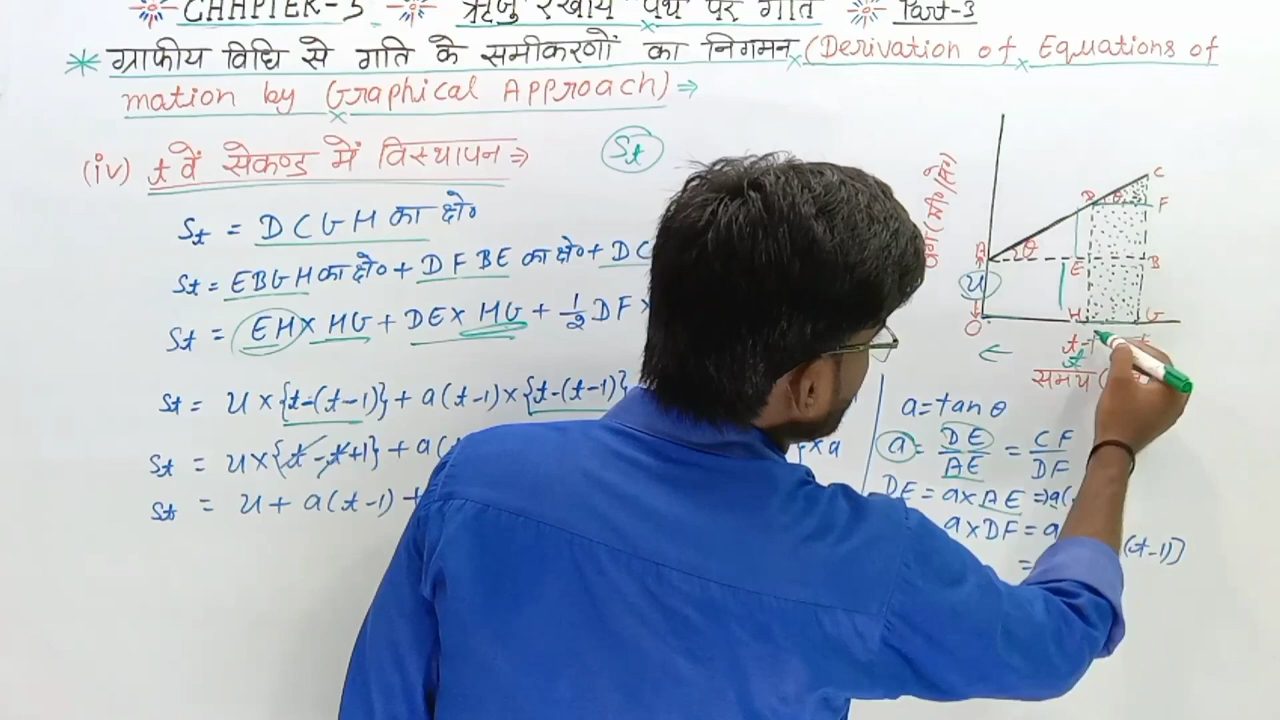 CHAPTER-3 ऋजु रेखीय पथ पर गति Part-3
* ग्राफीय विधि से गति के समीकरणों का निगमन (Derivation of Equations of
mation by Graphical Approach) ⇒
(iv) t वें सेकण्ड में विस्थापन ⇒ St
St = DCGH का क्षे०
St = EBGH का क्षे० + DFBE का क्षे० + DC
St = EH × HG + DE × HG + 1/2 DF ×
St = u × {t-(t-1)} + a(t-1) × {t-(t-1)}
St = u × {t-t+1} + a( }×a
St = u + a(t-1) +
C
F
θ
E
B
u
O
H
G
t-1
t
समय
a = tan θ
a = DE/AE = CF/DF
DE = a × AE ⇒ a(
a × DF = a
= (t-1)]